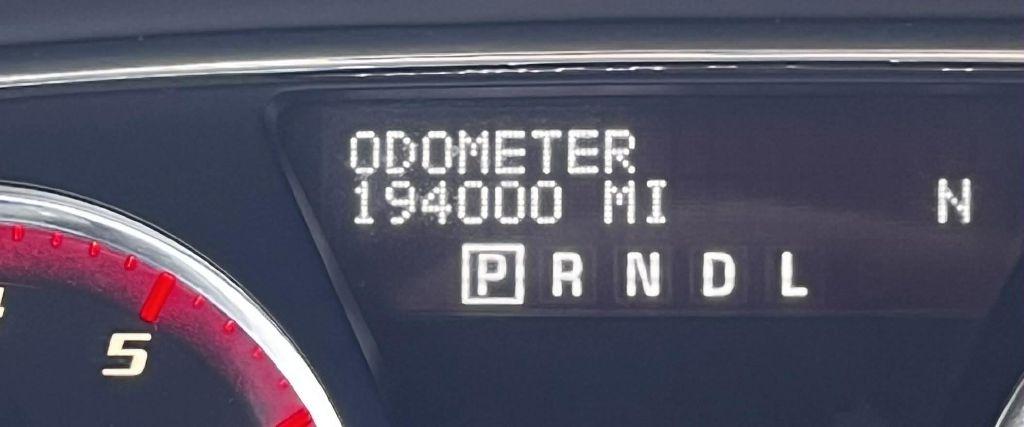 ODOMETER
194000 MI N
P R N D L
5